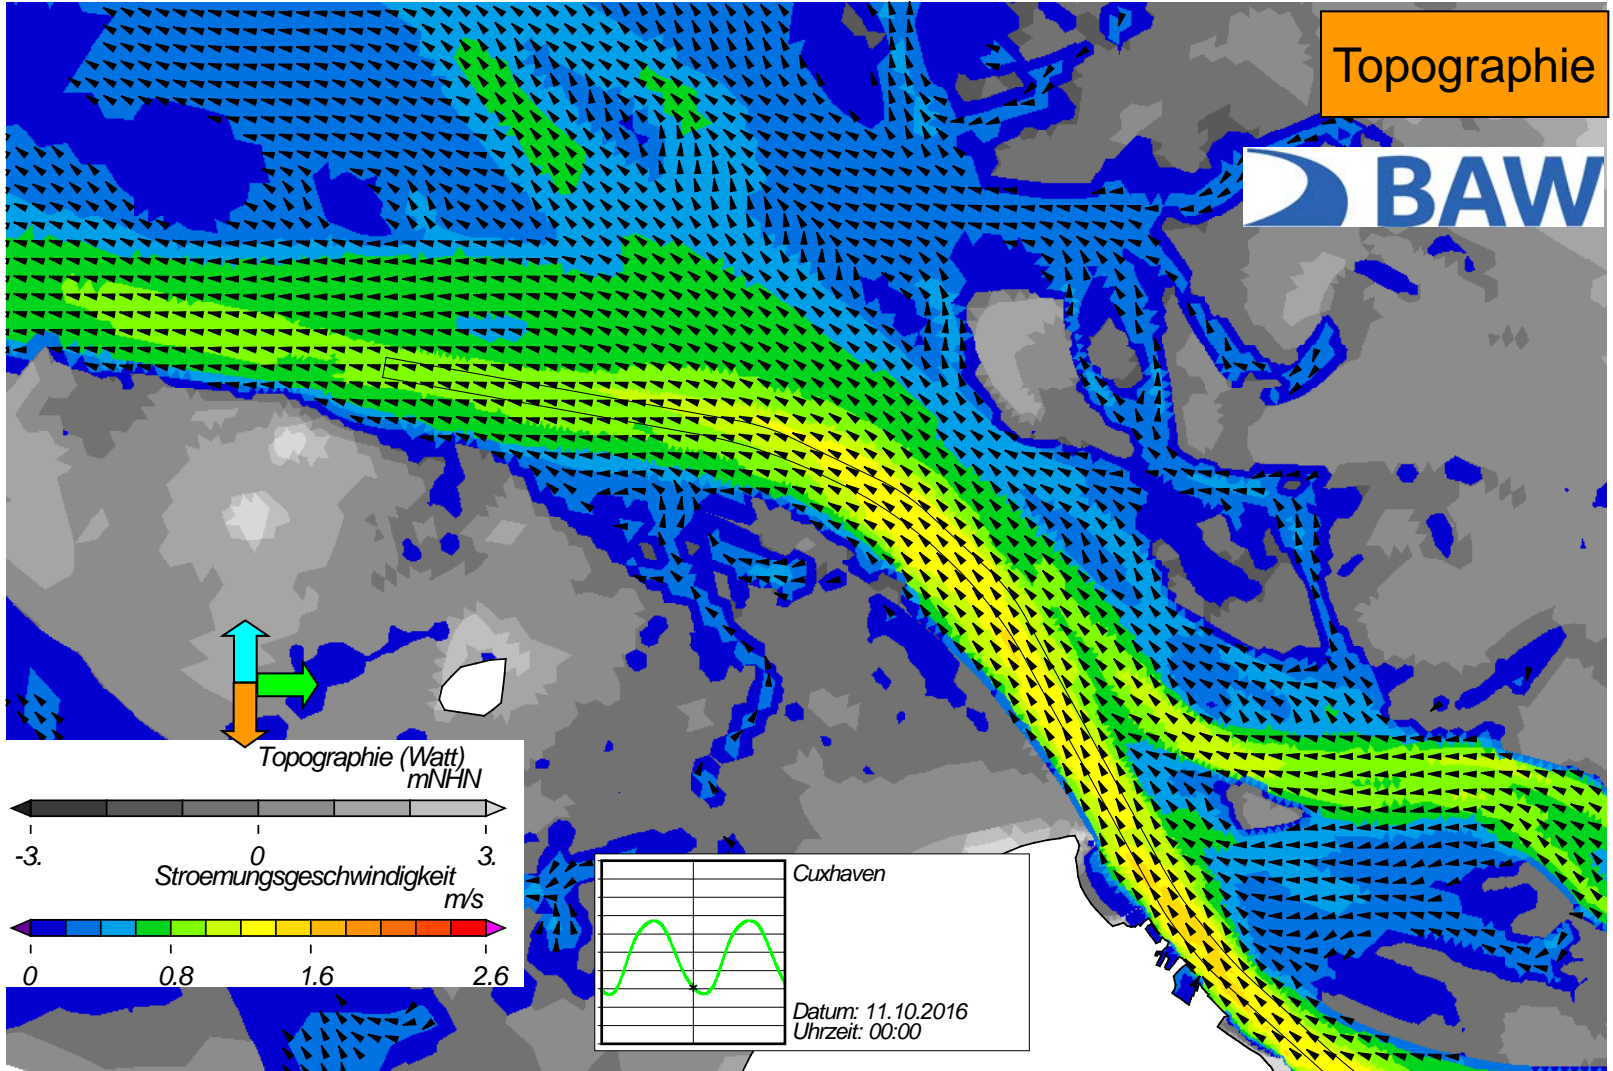 Topographie
BAW
Topographie (Watt)
mNHN
-3. 0 3.
Stroemungsgeschwindigkeit
m/s
0 0.8 1.6 2.6
Cuxhaven
Datum: 11.10.2016
Uhrzeit: 00:00